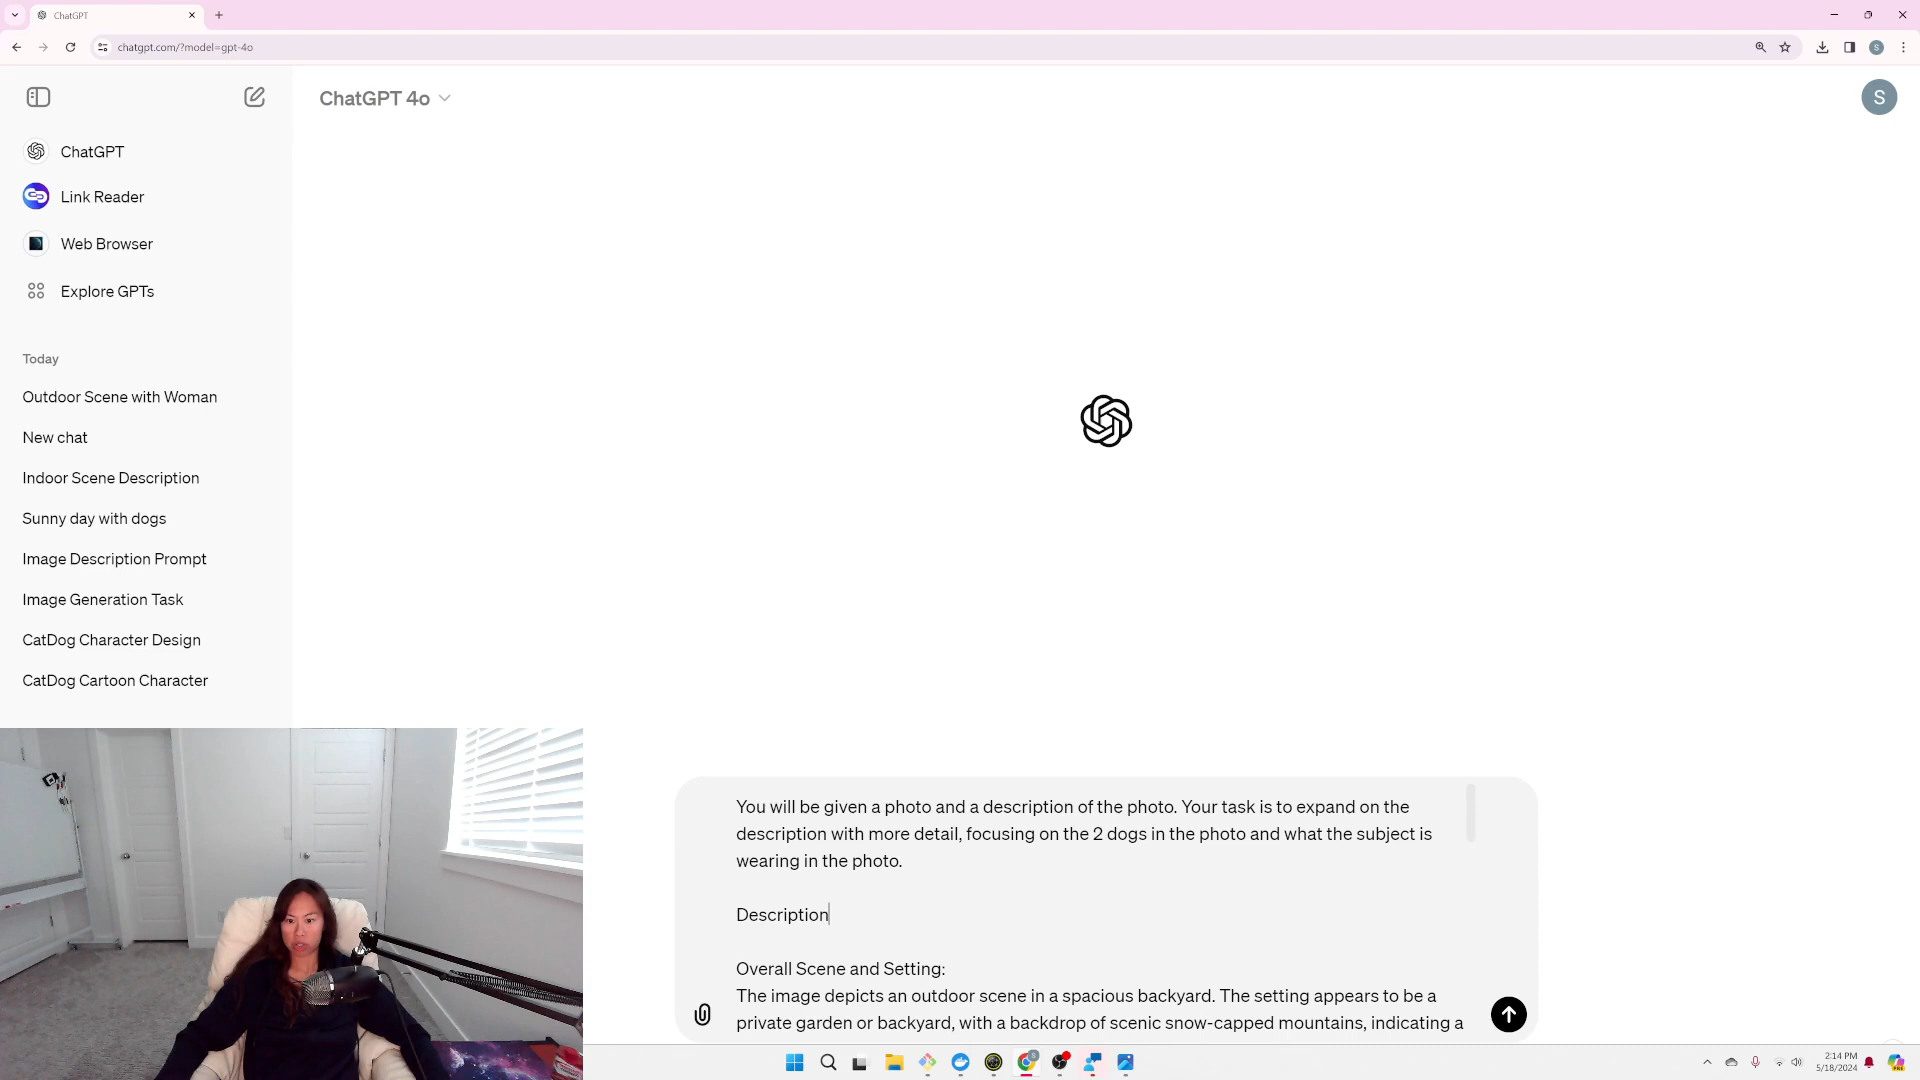 ChatGPT
chatgpt.com/?model=gpt-4o
S
ChatGPT 4o
S
ChatGPT
Link Reader
Web Browser
Explore GPTs
Today
Outdoor Scene with Woman
New chat
Indoor Scene Description
Sunny day with dogs
Image Description Prompt
Image Generation Task
CatDog Character Design
CatDog Cartoon Character
You will be given a photo and a description of the photo. Your task is to expand on the
description with more detail, focusing on the 2 dogs in the photo and what the subject is
wearing in the photo.
Description
Overall Scene and Setting:
The image depicts an outdoor scene in a spacious backyard. The setting appears to be a
private garden or backyard, with a backdrop of scenic snow-capped mountains, indicating a
2:14 PM
5/18/2024